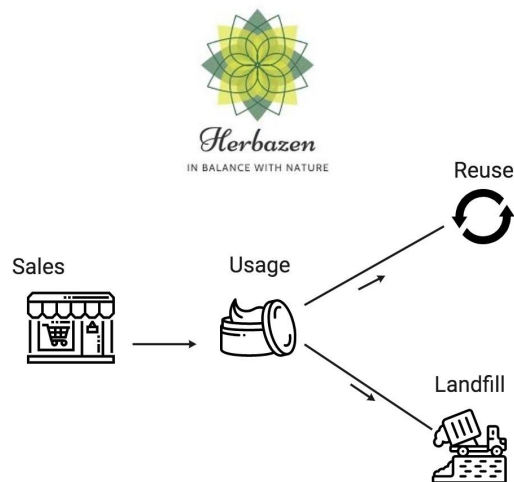 Herbazen
IN BALANCE WITH NATURE
Reuse
Sales
Usage
Landfill